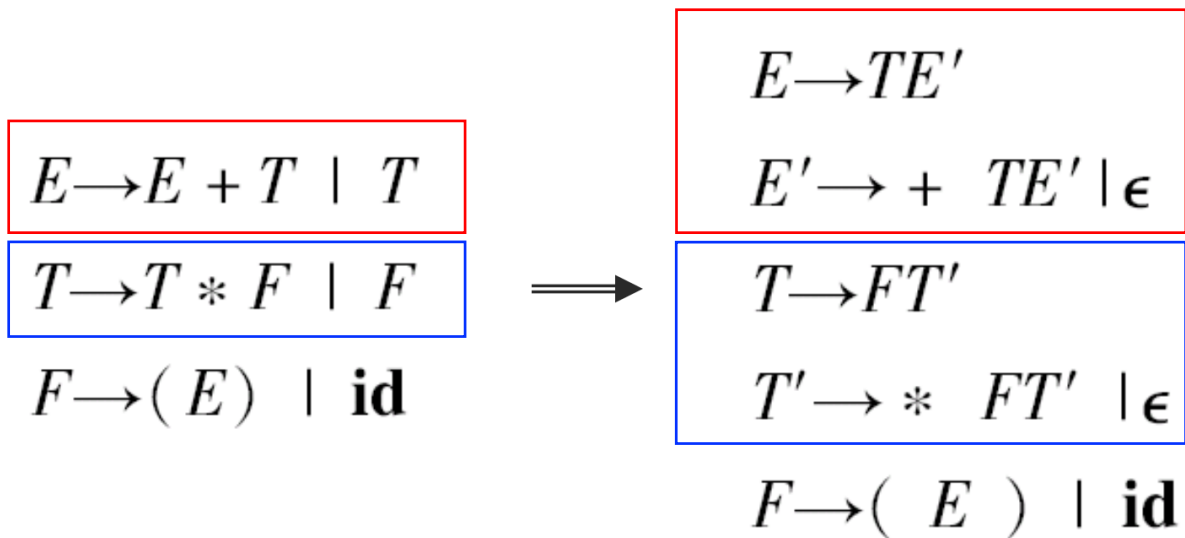 E→E + T | T
T→T * F | F
F→( E ) | id
E→TE′
E′→ + TE′ | ϵ
T→FT′
T′→ * FT′ | ϵ
F→( E ) | id